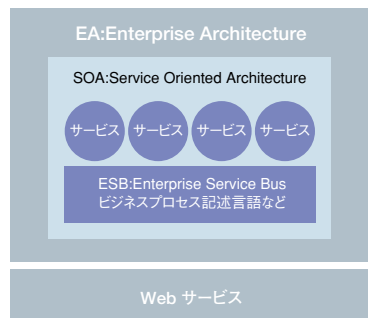 EA:Enterprise Architecture
SOA:Service Oriented Architecture
サービス サービス サービス サービス
ESB:Enterprise Service Bus
ビジネスプロセス記述言語など
Web サービス